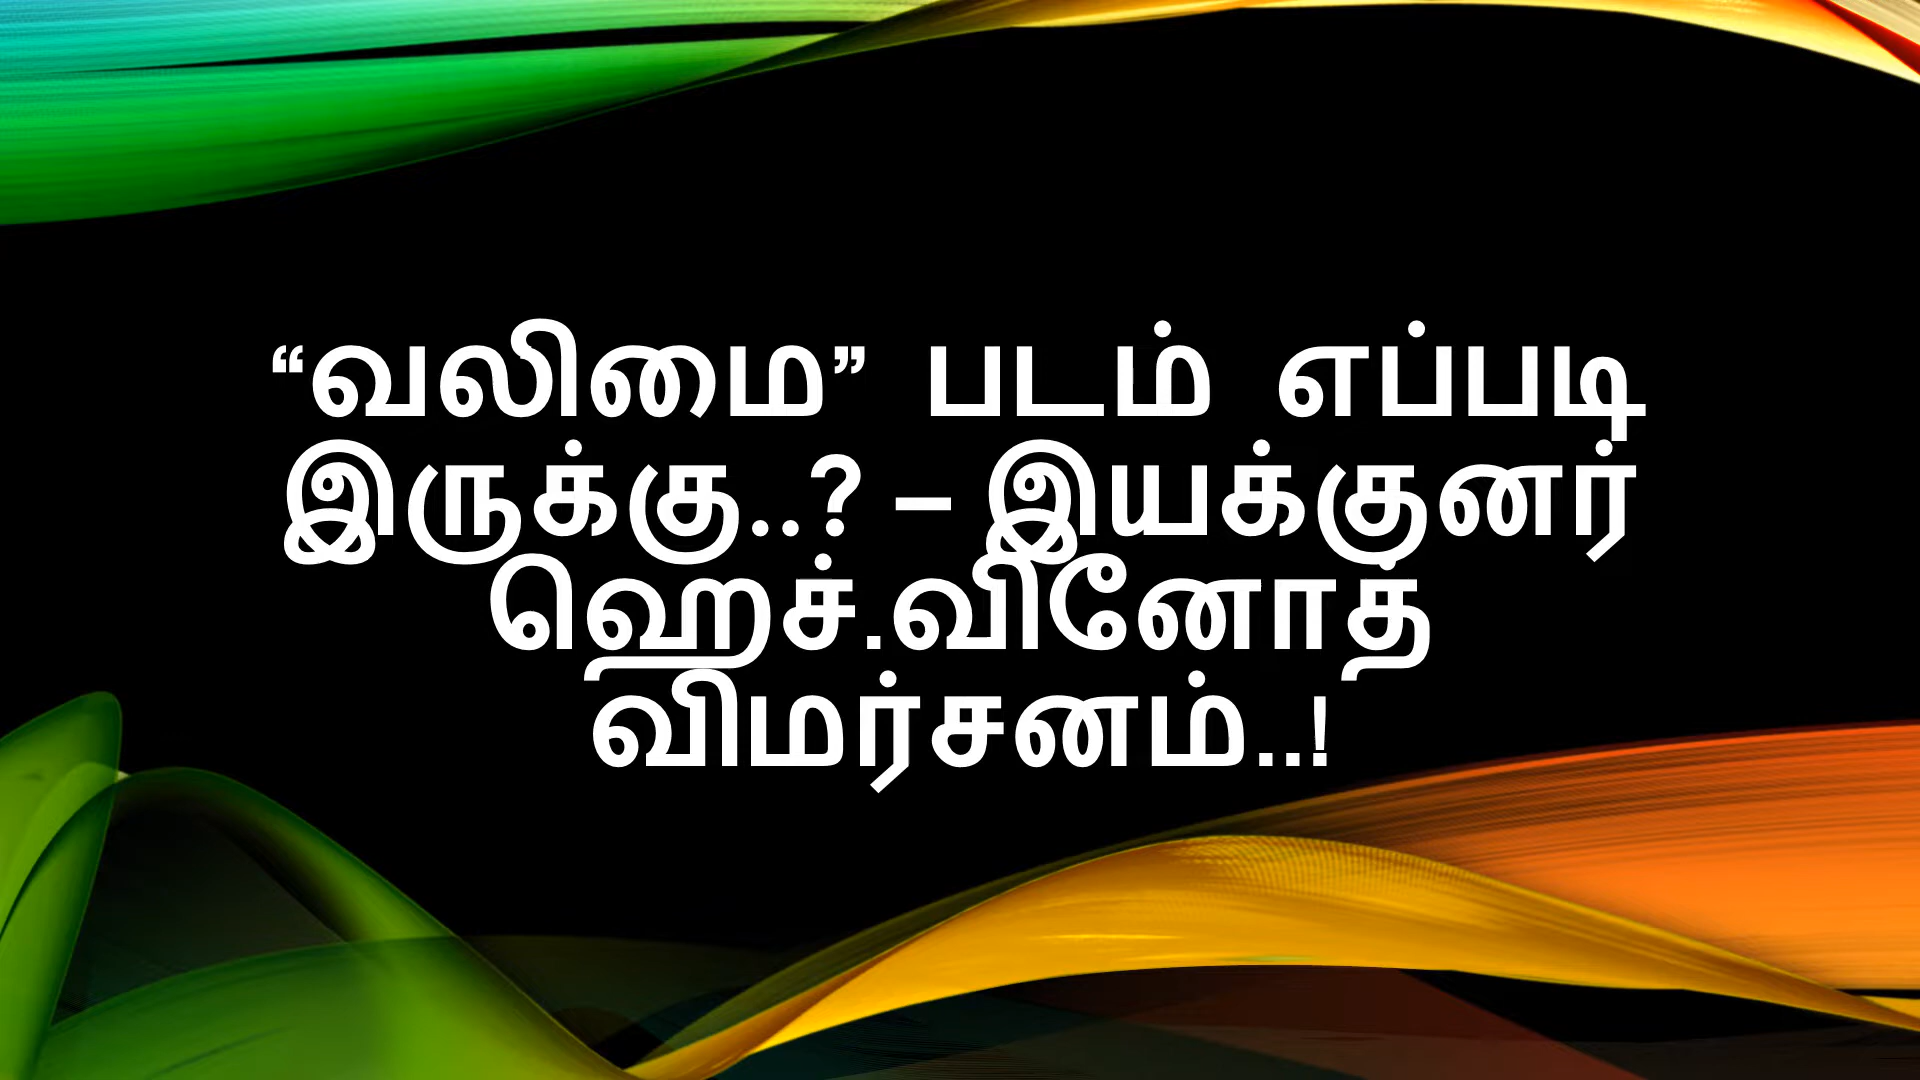 “வலிமை” படம் எப்படி
இருக்கு..? – இயக்குனர்
ஹெச்.வினோத்
விமர்சனம்..!